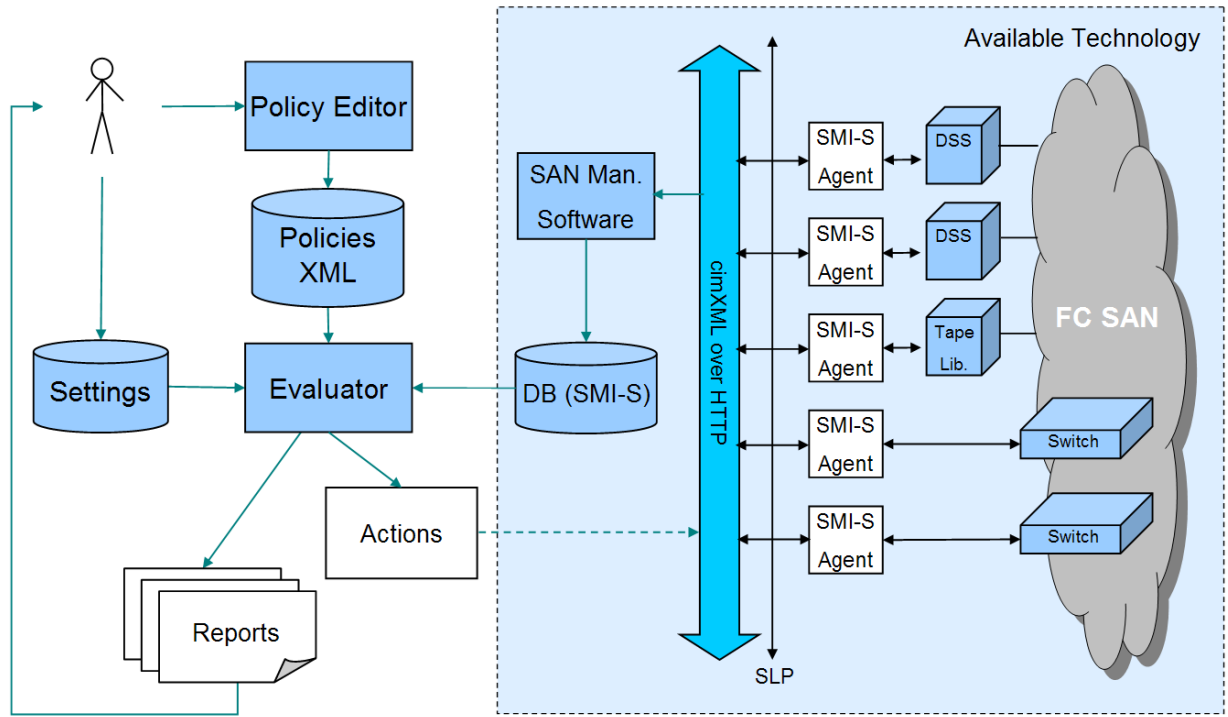 Available Technology
Policy Editor
SMI-S
Agent
DSS
SAN Man.
Software
Policies
XML
SMI-S
Agent
DSS
cimXML over HTTP
FC SAN
SMI-S
Agent
Tape
Lib.
Settings
Evaluator
DB (SMI-S)
SMI-S
Agent
Switch
Actions
SMI-S
Agent
Switch
Reports
SLP